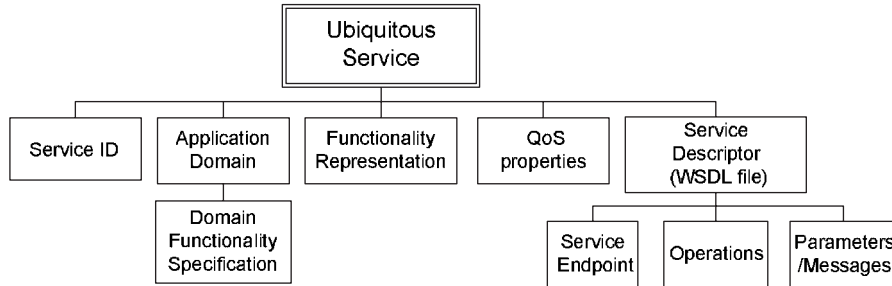 Ubiquitous
Service
Service ID
Application
Domain
Functionality
Representation
QoS
properties
Service
Descriptor
(WSDL file)
Domain
Functionality
Specification
Service
Endpoint
Operations
Parameters
/Messages